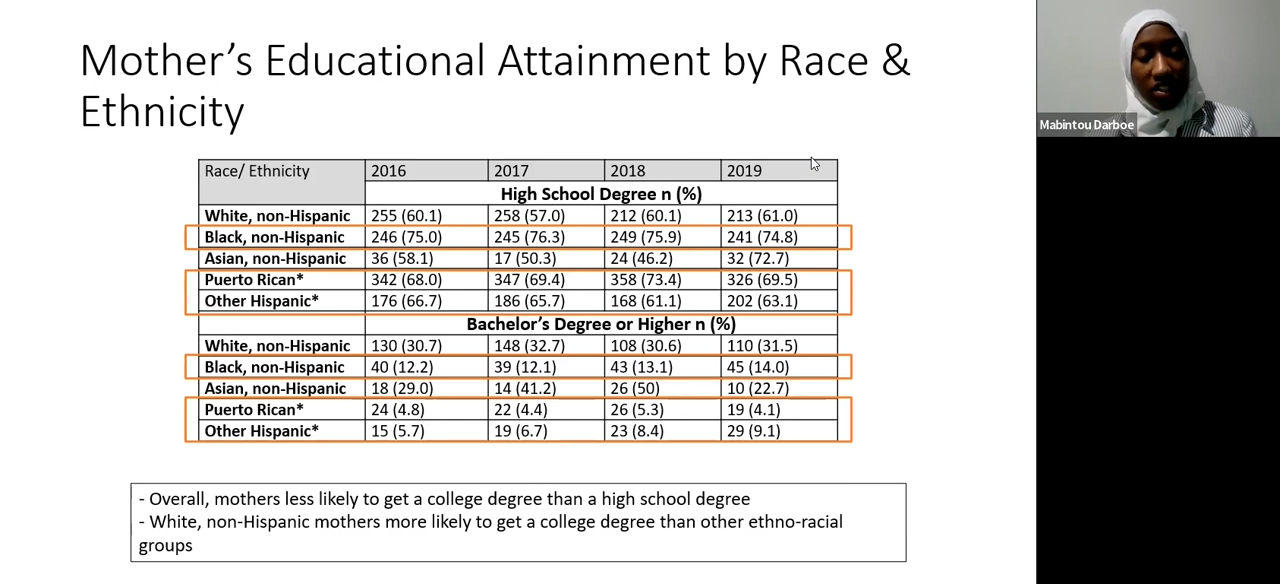 Mother's Educational Attainment by Race &
Ethnicity
Mabintou Darboe
Race/ Ethnicity 2016 2017 2018 2019
High School Degree n (%)
White, non-Hispanic 255 (60.1) 258 (57.0) 212 (60.1) 213 (61.0)
Black, non-Hispanic 246 (75.0) 245 (76.3) 249 (75.9) 241 (74.8)
Asian, non-Hispanic 36 (58.1) 17 (50.3) 24 (46.2) 32 (72.7)
Puerto Rican* 342 (68.0) 347 (69.4) 358 (73.4) 326 (69.5)
Other Hispanic* 176 (66.7) 186 (65.7) 168 (61.1) 202 (63.1)
Bachelor's Degree or Higher n (%)
White, non-Hispanic 130 (30.7) 148 (32.7) 108 (30.6) 110 (31.5)
Black, non-Hispanic 40 (12.2) 39 (12.1) 43 (13.1) 45 (14.0)
Asian, non-Hispanic 18 (29.0) 14 (41.2) 26 (50) 10 (22.7)
Puerto Rican* 24 (4.8) 22 (4.4) 26 (5.3) 19 (4.1)
Other Hispanic* 15 (5.7) 19 (6.7) 23 (8.4) 29 (9.1)
- Overall, mothers less likely to get a college degree than a high school degree
- White, non-Hispanic mothers more likely to get a college degree than other ethno-racial
groups